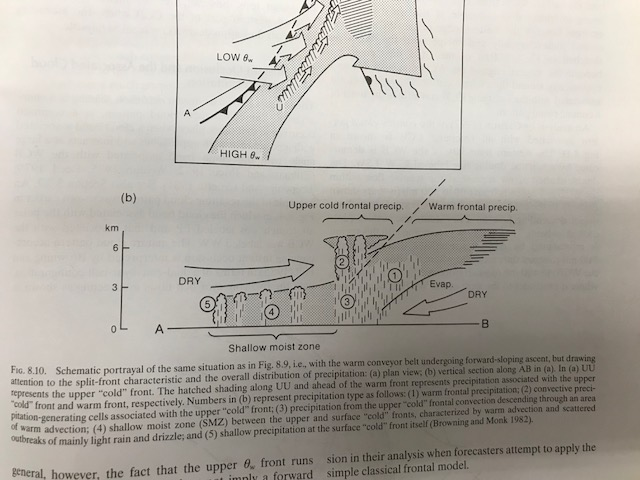 LOW θw
A
U
HIGH θw
(b)
Upper cold frontal precip.
Warm frontal precip.
km
6
3
0
DRY
2
1
Evap.
DRY
5
4
3
A
B
Shallow moist zone
FIG. 8.10. Schematic portrayal of the same situation as in Fig. 8.9, i.e., with the warm conveyor belt undergoing forward-sloping ascent, but drawing
attention to the split-front characteristic and the overall distribution of precipitation: (a) plan view; (b) vertical section along AB in (a). In (a) UU
represents the upper "cold" front. The hatched shading along UU and ahead of the warm front represents precipitation associated with the upper
"cold" front and warm front, respectively. Numbers in (b) represent precipitation type as follows: (1) warm frontal precipitation; (2) convective preci-
pitation-generating cells associated with the upper "cold" front; (3) precipitation from the upper "cold" frontal convection descending through an area
of warm advection; (4) shallow moist zone (SMZ) between the upper and surface "cold" fronts, characterized by warm advection and scattered
outbreaks of mainly light rain and drizzle; and (5) shallow precipitation at the surface "cold" front itself (Browning and Monk 1982).
general, however, the fact that the upper θw front runs
not imply a forward
sion in their analysis when forecasters attempt to apply the
simple classical frontal model.